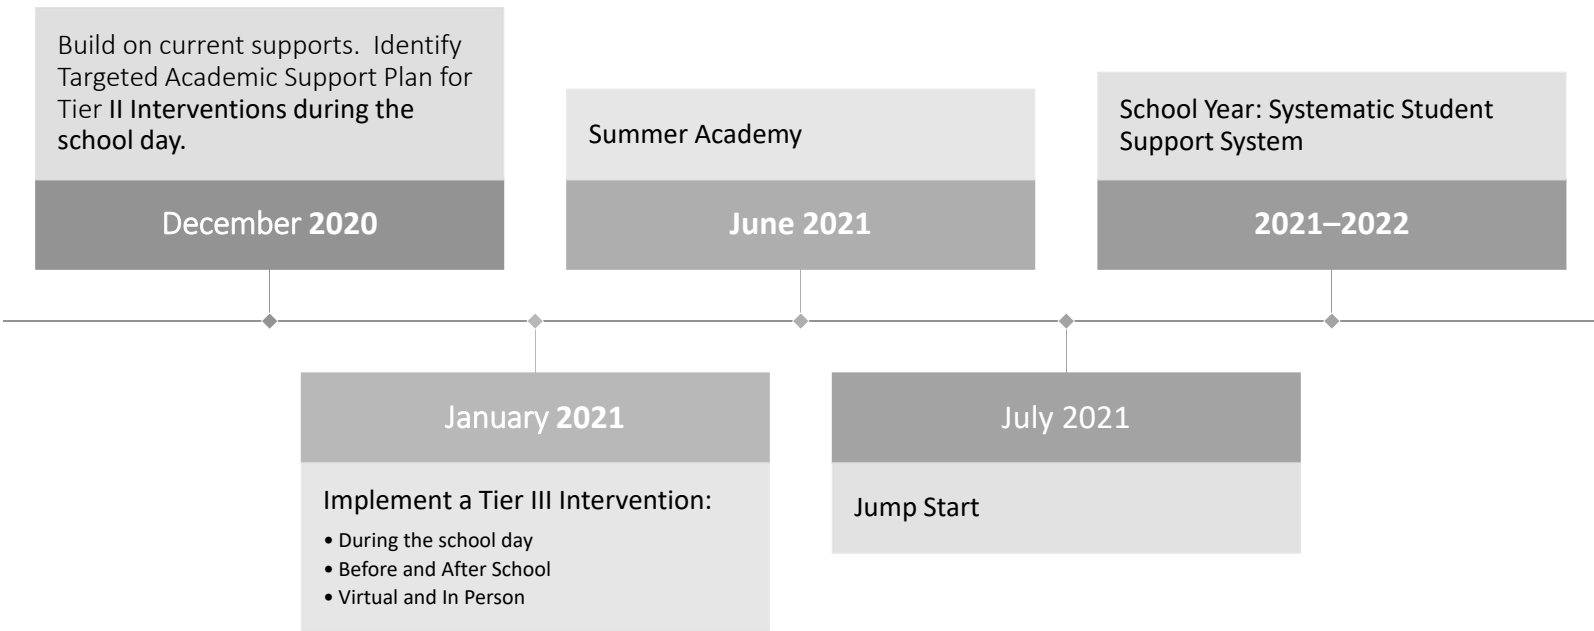 Build on current supports.  Identify
Targeted Academic Support Plan for
Tier II Interventions during the
school day.
December 2020
January 2021
Implement a Tier III Intervention:
• During the school day
• Before and After School
• Virtual and In Person
Summer Academy
June 2021
July 2021
Jump Start
School Year: Systematic Student
Support System
2021–2022